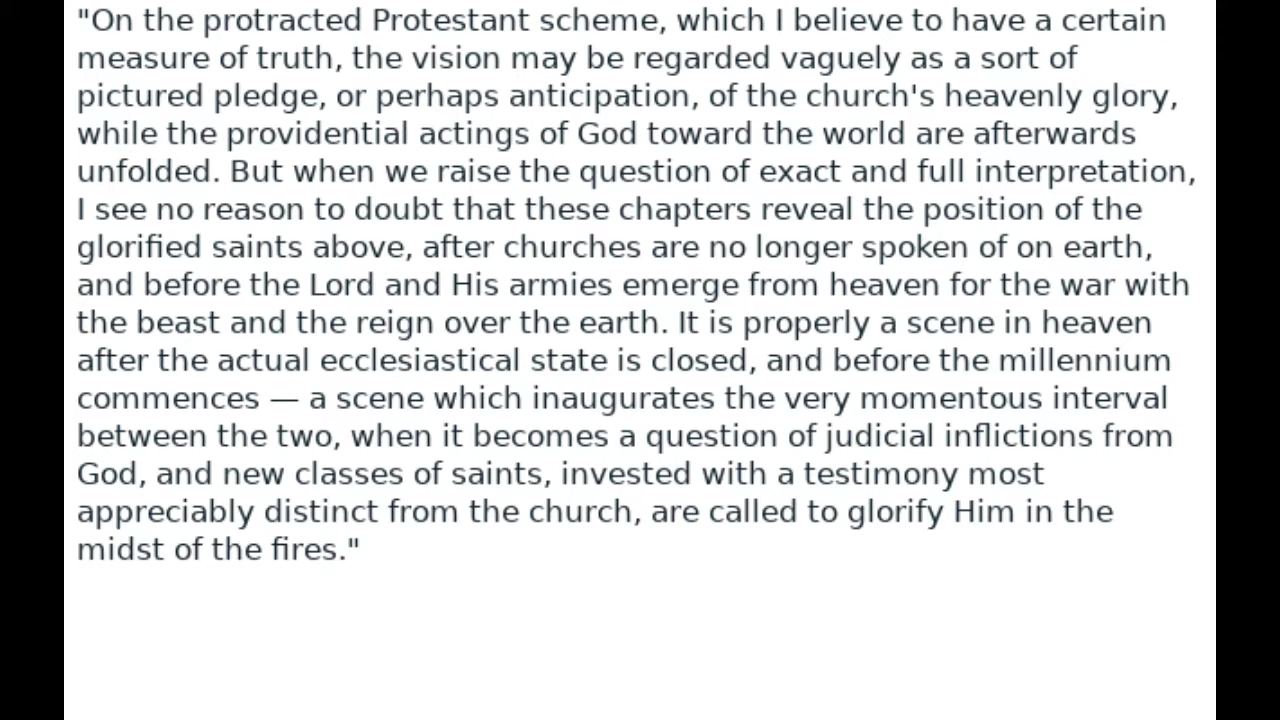 "On the protracted Protestant scheme, which I believe to have a certain
measure of truth, the vision may be regarded vaguely as a sort of
pictured pledge, or perhaps anticipation, of the church's heavenly glory,
while the providential actings of God toward the world are afterwards
unfolded. But when we raise the question of exact and full interpretation,
I see no reason to doubt that these chapters reveal the position of the
glorified saints above, after churches are no longer spoken of on earth,
and before the Lord and His armies emerge from heaven for the war with
the beast and the reign over the earth. It is properly a scene in heaven
after the actual ecclesiastical state is closed, and before the millennium
commences — a scene which inaugurates the very momentous interval
between the two, when it becomes a question of judicial inflictions from
God, and new classes of saints, invested with a testimony most
appreciably distinct from the church, are called to glorify Him in the
midst of the fires."